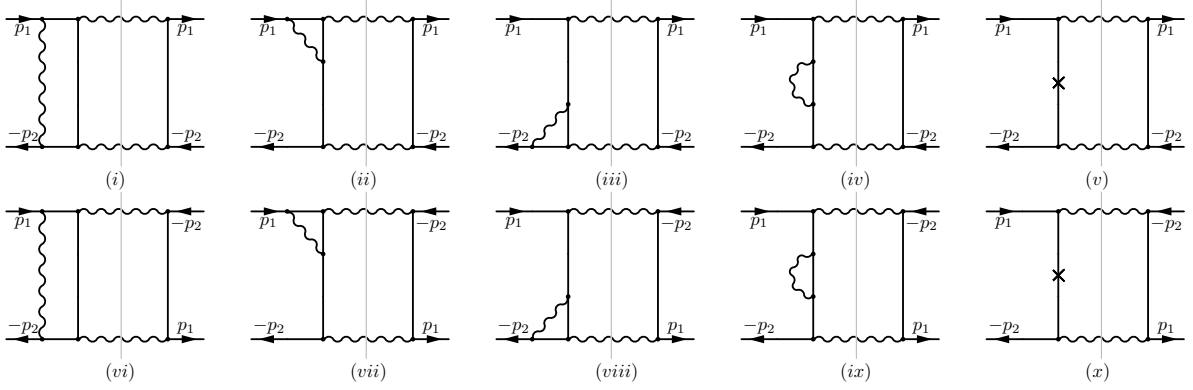 p₁ p₁ p₁ p₁ p₁ p₁ p₁ p₁ p₁ p₁
−p₂ −p₂ −p₂ −p₂ −p₂ −p₂ −p₂ −p₂ −p₂ −p₂
(i) (ii) (iii) (iv) (v)
p₁ −p₂ p₁ −p₂ p₁ −p₂ p₁ −p₂ p₁ −p₂
−p₂ p₁ −p₂ p₁ −p₂ p₁ −p₂ p₁ −p₂ p₁
(vi) (vii) (viii) (ix) (x)